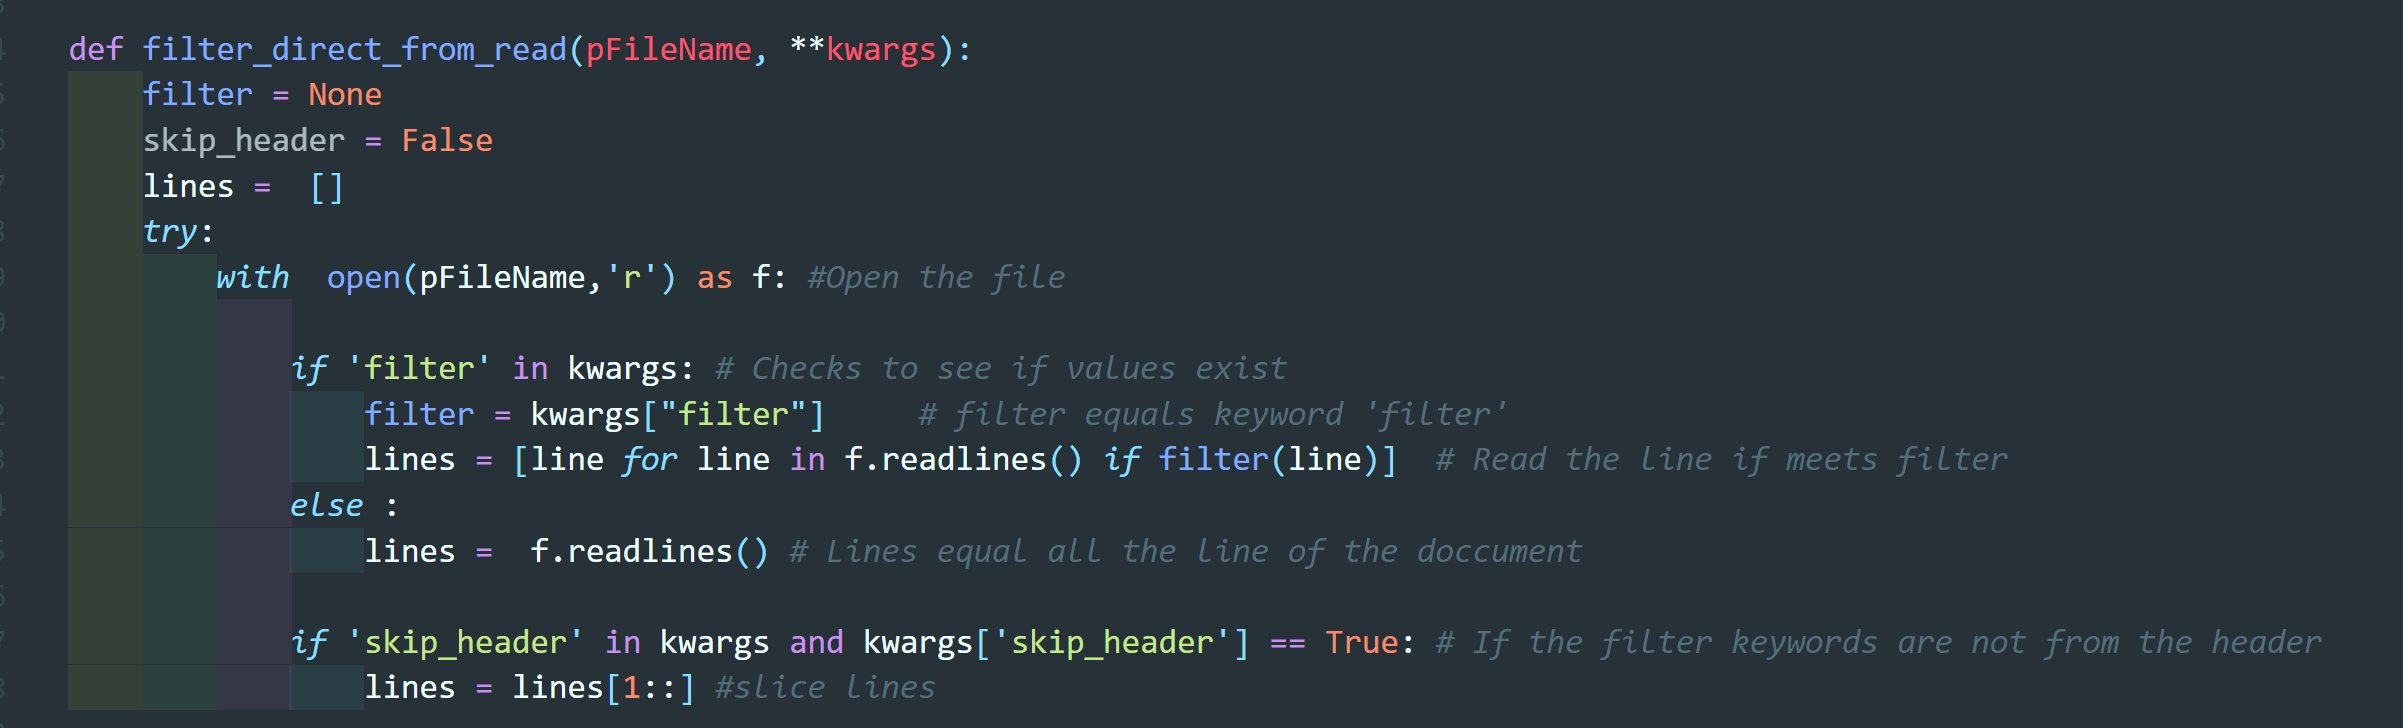 def filter_direct_from_read(pFileName, **kwargs):
    filter = None
    skip_header = False
    lines =  []
    try:
        with  open(pFileName,'r') as f: #Open the file

            if 'filter' in kwargs: # Checks to see if values exist
                filter = kwargs["filter"]     # filter equals keyword 'filter'
                lines = [line for line in f.readlines() if filter(line)]  # Read the line if meets filter
            else :
                lines =  f.readlines() # Lines equal all the line of the doccument

            if 'skip_header' in kwargs and kwargs['skip_header'] == True: # If the filter keywords are not from the header
                lines = lines[1::] #slice lines